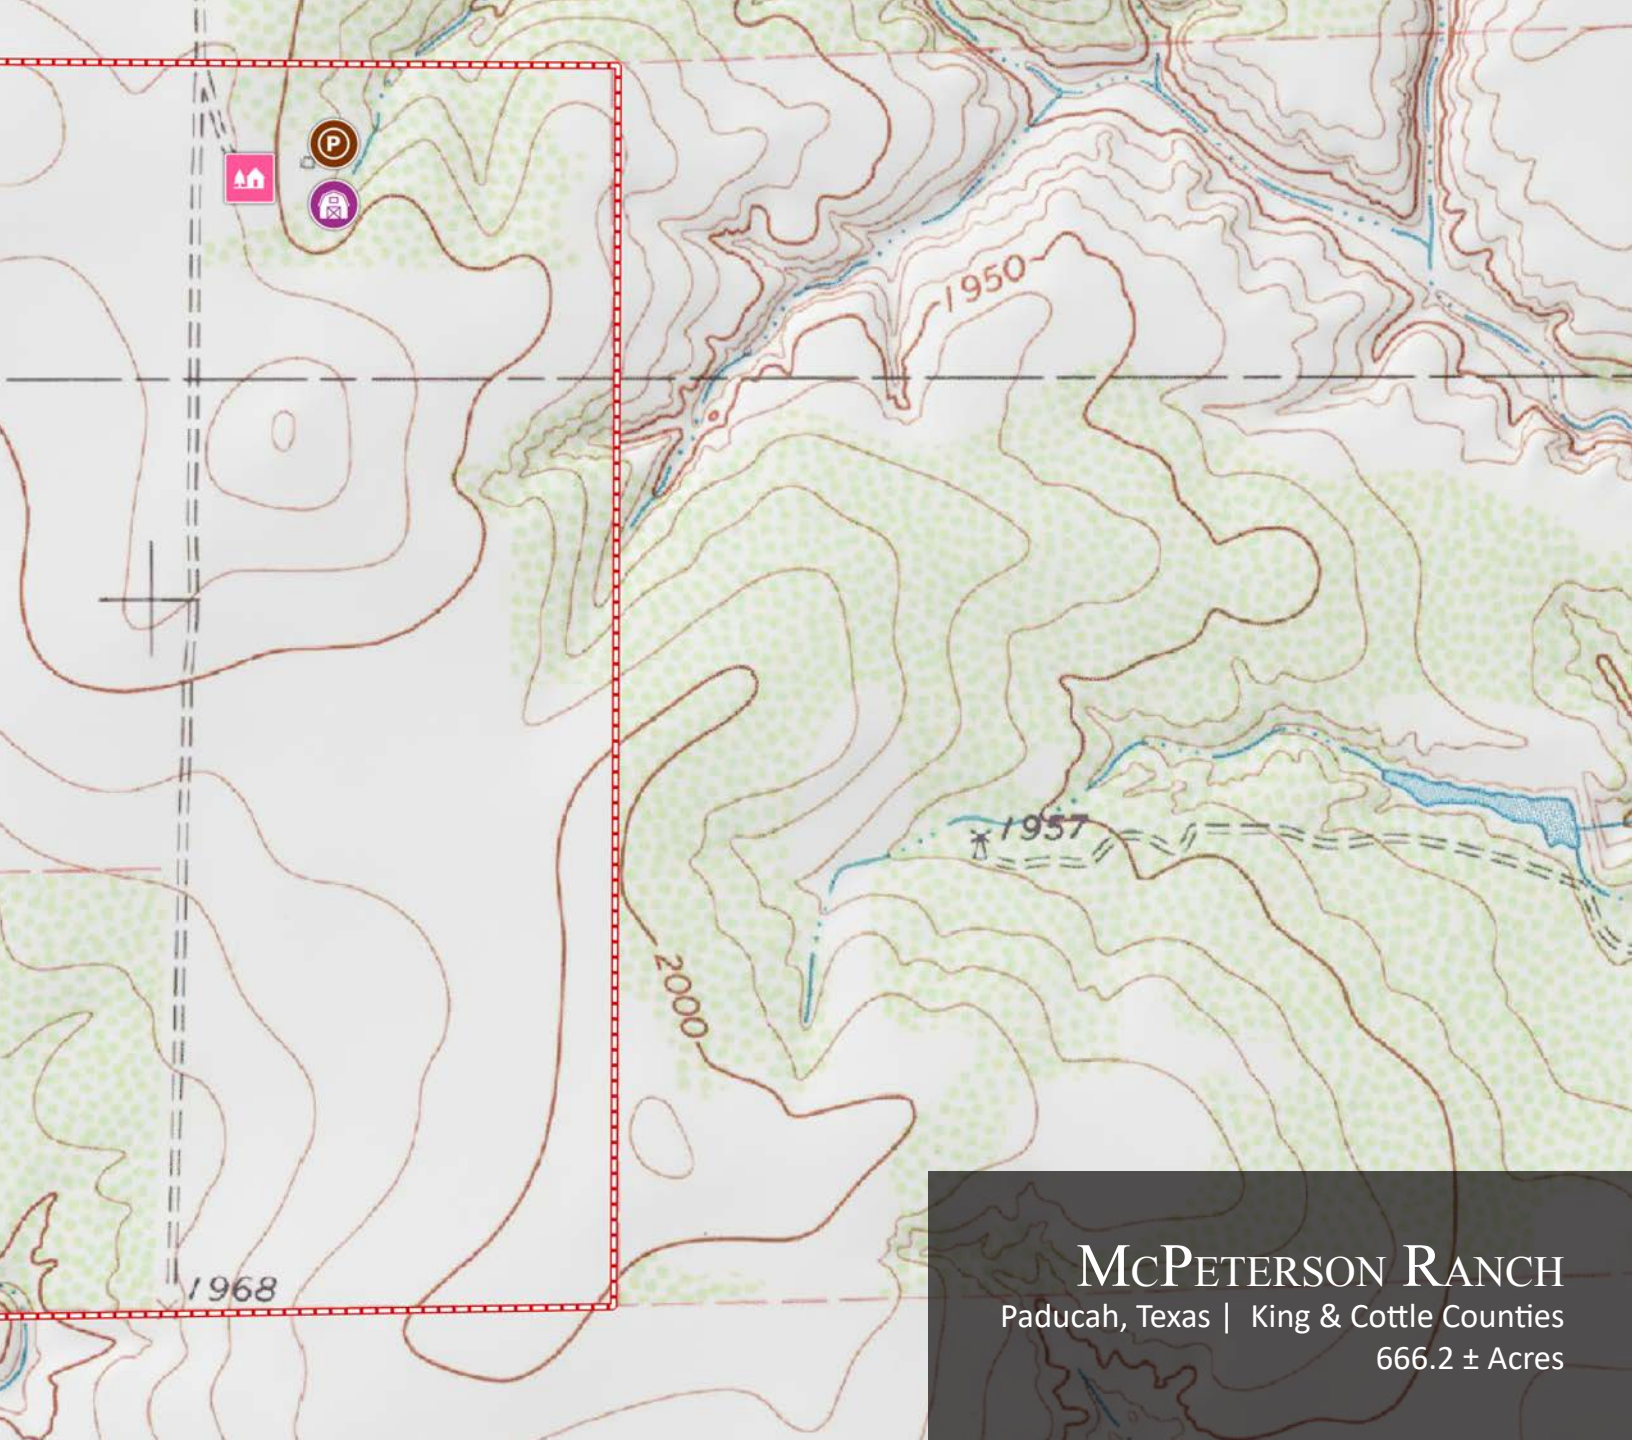 P
1950
1957
2000
1968
McPeterson Ranch
Paducah, Texas | King & Cottle Counties
666.2 ± Acres